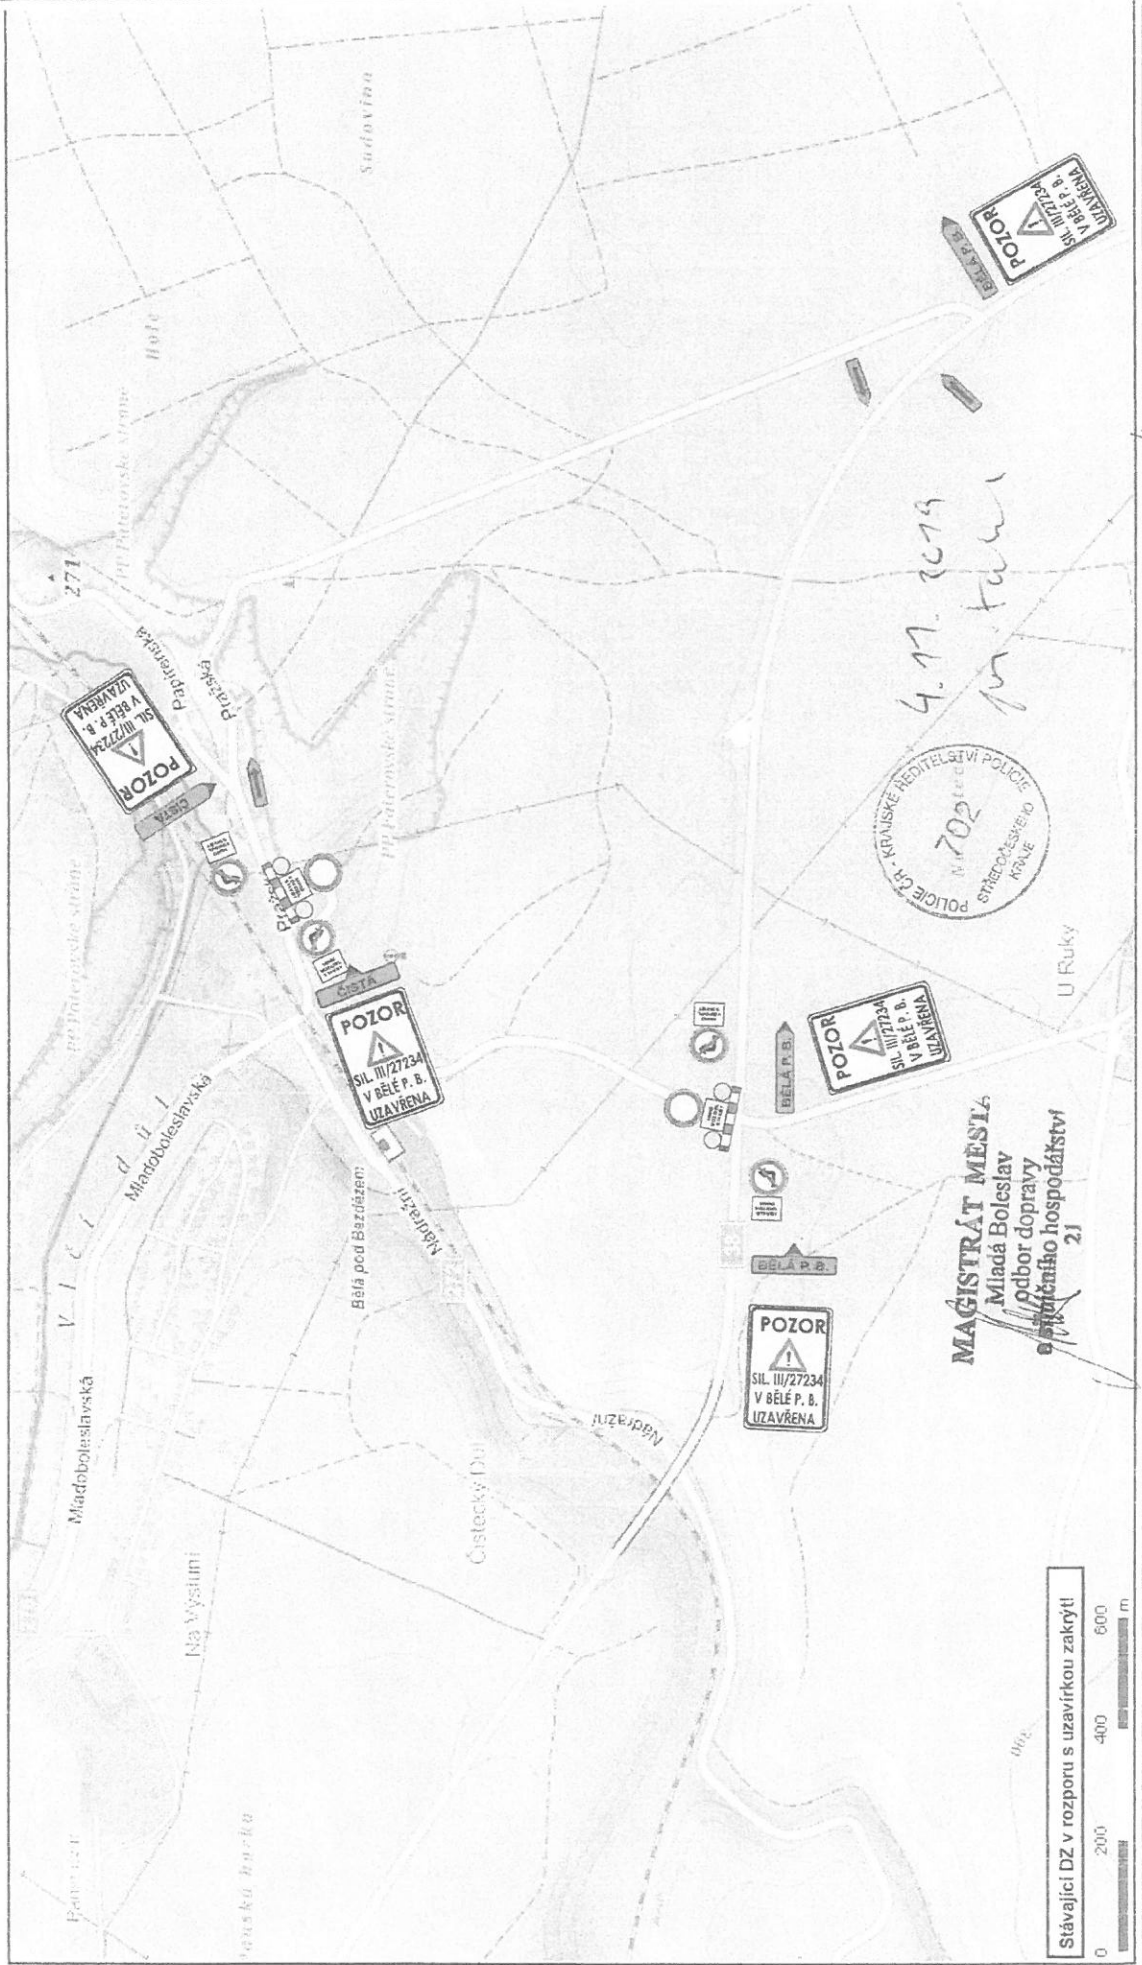 271
Papírenská
Pražská
Hůře
Sudovino
POZOR
SIL. III/27234
V BĚLÉ P. B.
UZAVŘENA
ČISTÁ
ČISTÁ
POZOR
SIL. III/27234
V BĚLÉ P. B.
UZAVŘENA
Mladoboleslavská
Mladoboleslavská
Bělá pod Bezdězem
Nádražní
Nádražní
Čistecký Důl
Na Výsluní
POZOR
SIL. III/27234
V BĚLÉ P. B.
UZAVŘENA
BĚLÁ P. B.
BĚLÁ P. B.
POZOR
SIL. III/27234
V BĚLÉ P. B.
UZAVŘENA
BĚLÁ P. B.
POZOR
SIL. III/27234
V BĚLÉ P. B.
UZAVŘENA
U Ruky
POLICIE ČR - KRAJSKÉ ŘEDITELSTVÍ POLICIE
STŘEDOČESKÉHO
KRAJE
702
4. 11. 2019
MAGISTRÁT MĚSTA
Mladá Boleslav
odbor dopravy
a silničního hospodářství
21
Stávající DZ v rozporu s uzavírkou zakrýt!
0 200 400 600 m